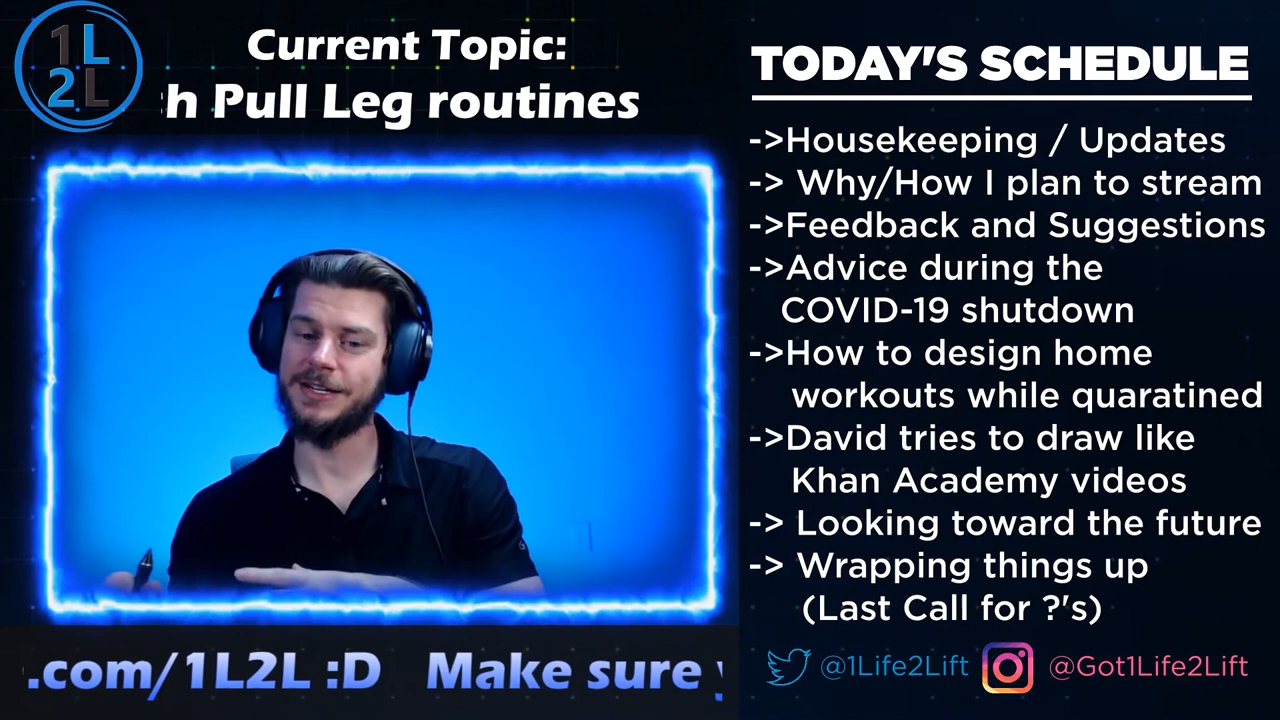 1L
2L
Current Topic:
h Pull Leg routines
TODAY'S SCHEDULE
->Housekeeping / Updates
-> Why/How I plan to stream
->Feedback and Suggestions
->Advice during the
COVID-19 shutdown
->How to design home
workouts while quaratined
->David tries to draw like
Khan Academy videos
-> Looking toward the future
-> Wrapping things up
(Last Call for ?'s)
.com/1L2L :D Make sure
@1Life2Lift @Got1Life2Lift